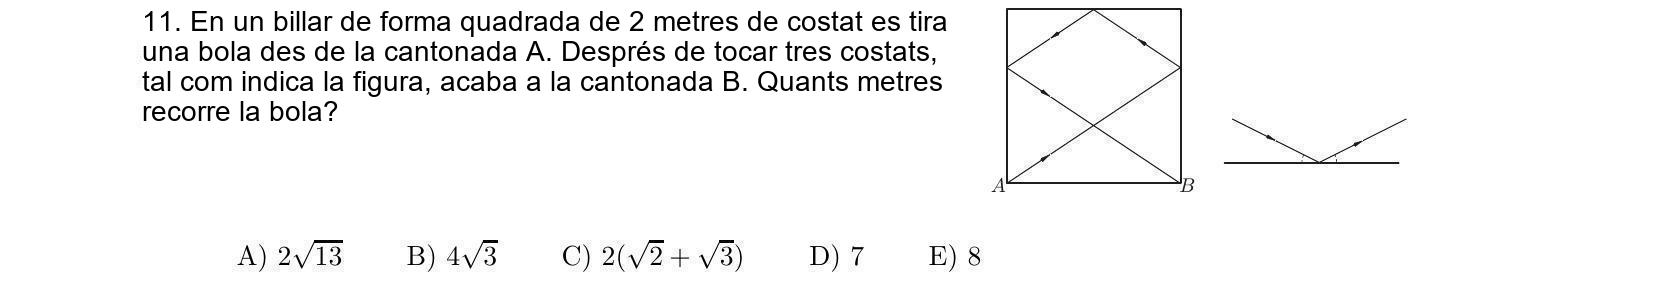 11. En un billar de forma quadrada de 2 metres de costat es tira
una bola des de la cantonada A. Després de tocar tres costats,
tal com indica la figura, acaba a la cantonada B. Quants metres
recorre la bola?
A B
A) 2√13 B) 4√3 C) 2(√2 + √3) D) 7 E) 8